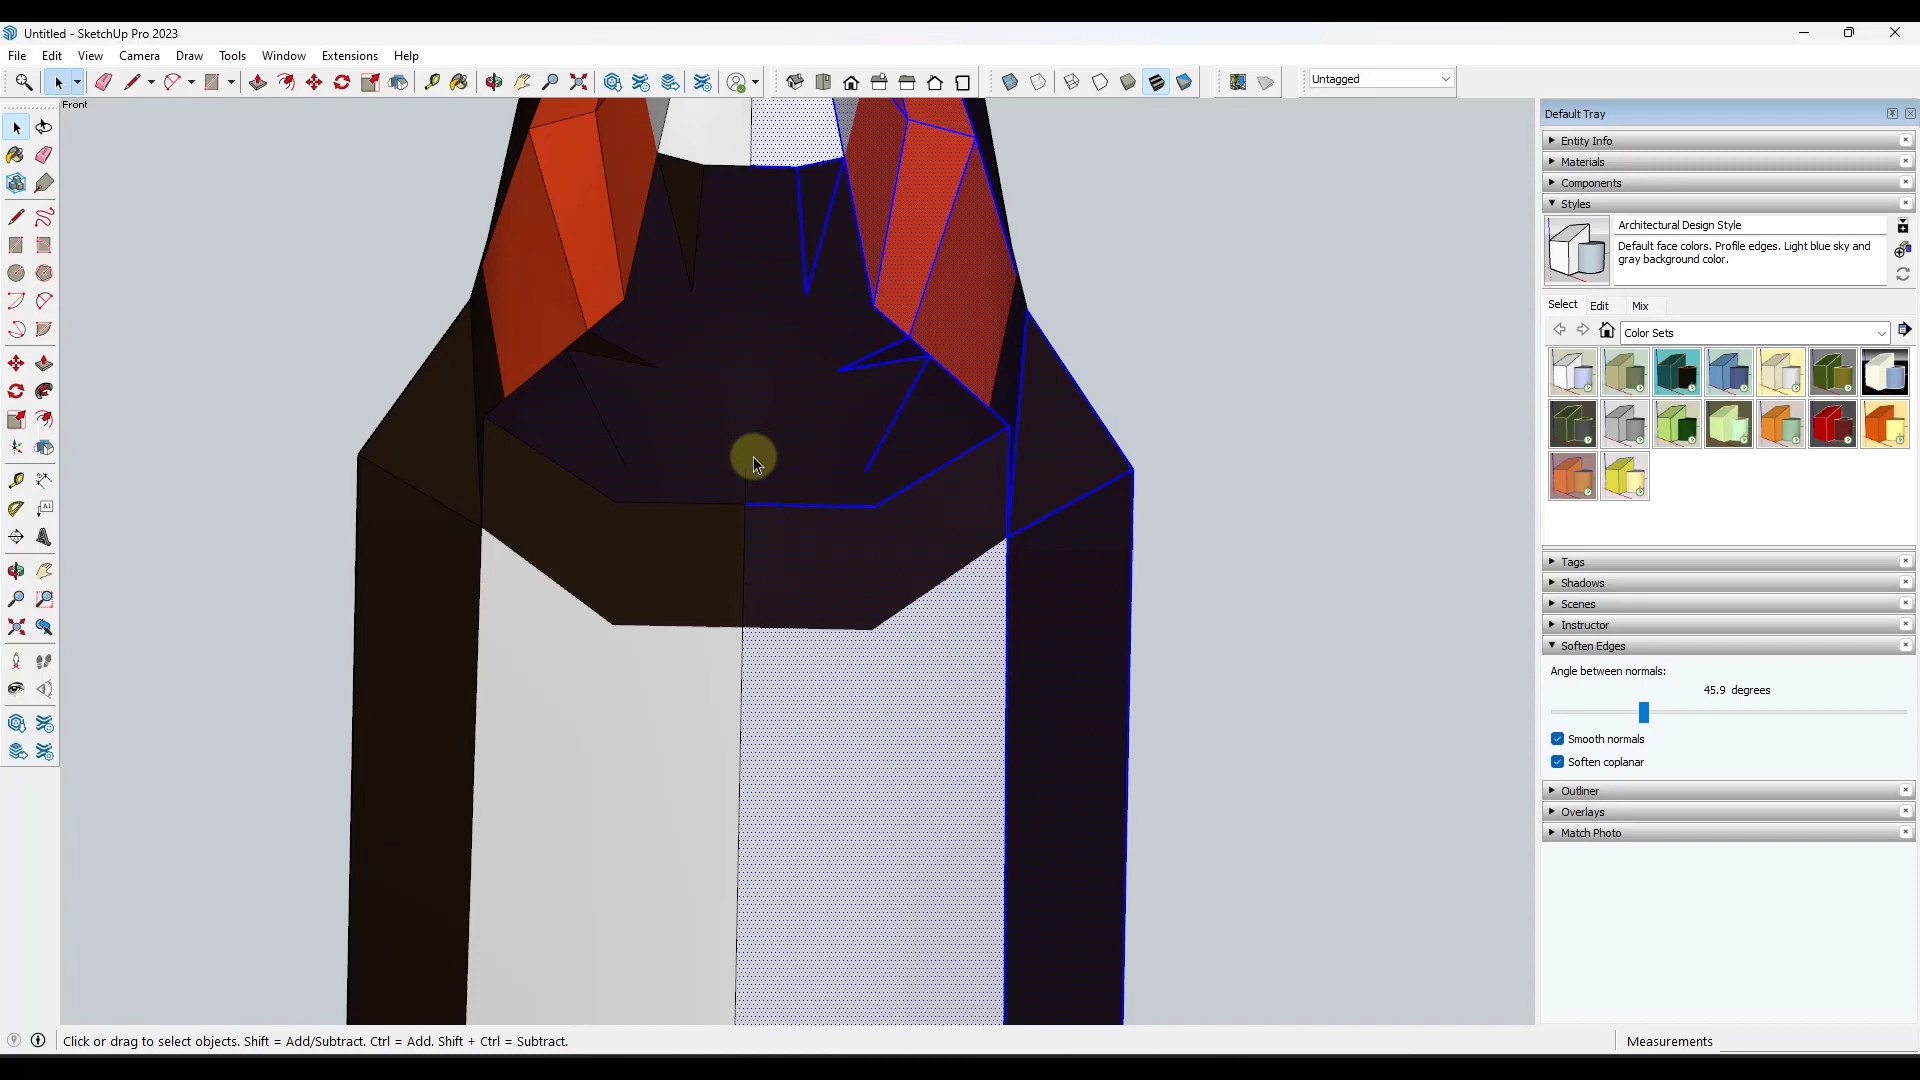 Untitled - SketchUp Pro 2023
File Edit View Camera Draw Tools Window Extensions Help
Untagged
Front
Default Tray
Entity Info
Materials
Components
Styles
Architectural Design Style
Default face colors. Profile edges. Light blue sky and
gray background color.
Select Edit Mix
Color Sets
Tags
Shadows
Scenes
Instructor
Soften Edges
Angle between normals:
45.9 degrees
Smooth normals
Soften coplanar
Outliner
Overlays
Match Photo
Click or drag to select objects. Shift = Add/Subtract. Ctrl = Add. Shift + Ctrl = Subtract.
Measurements